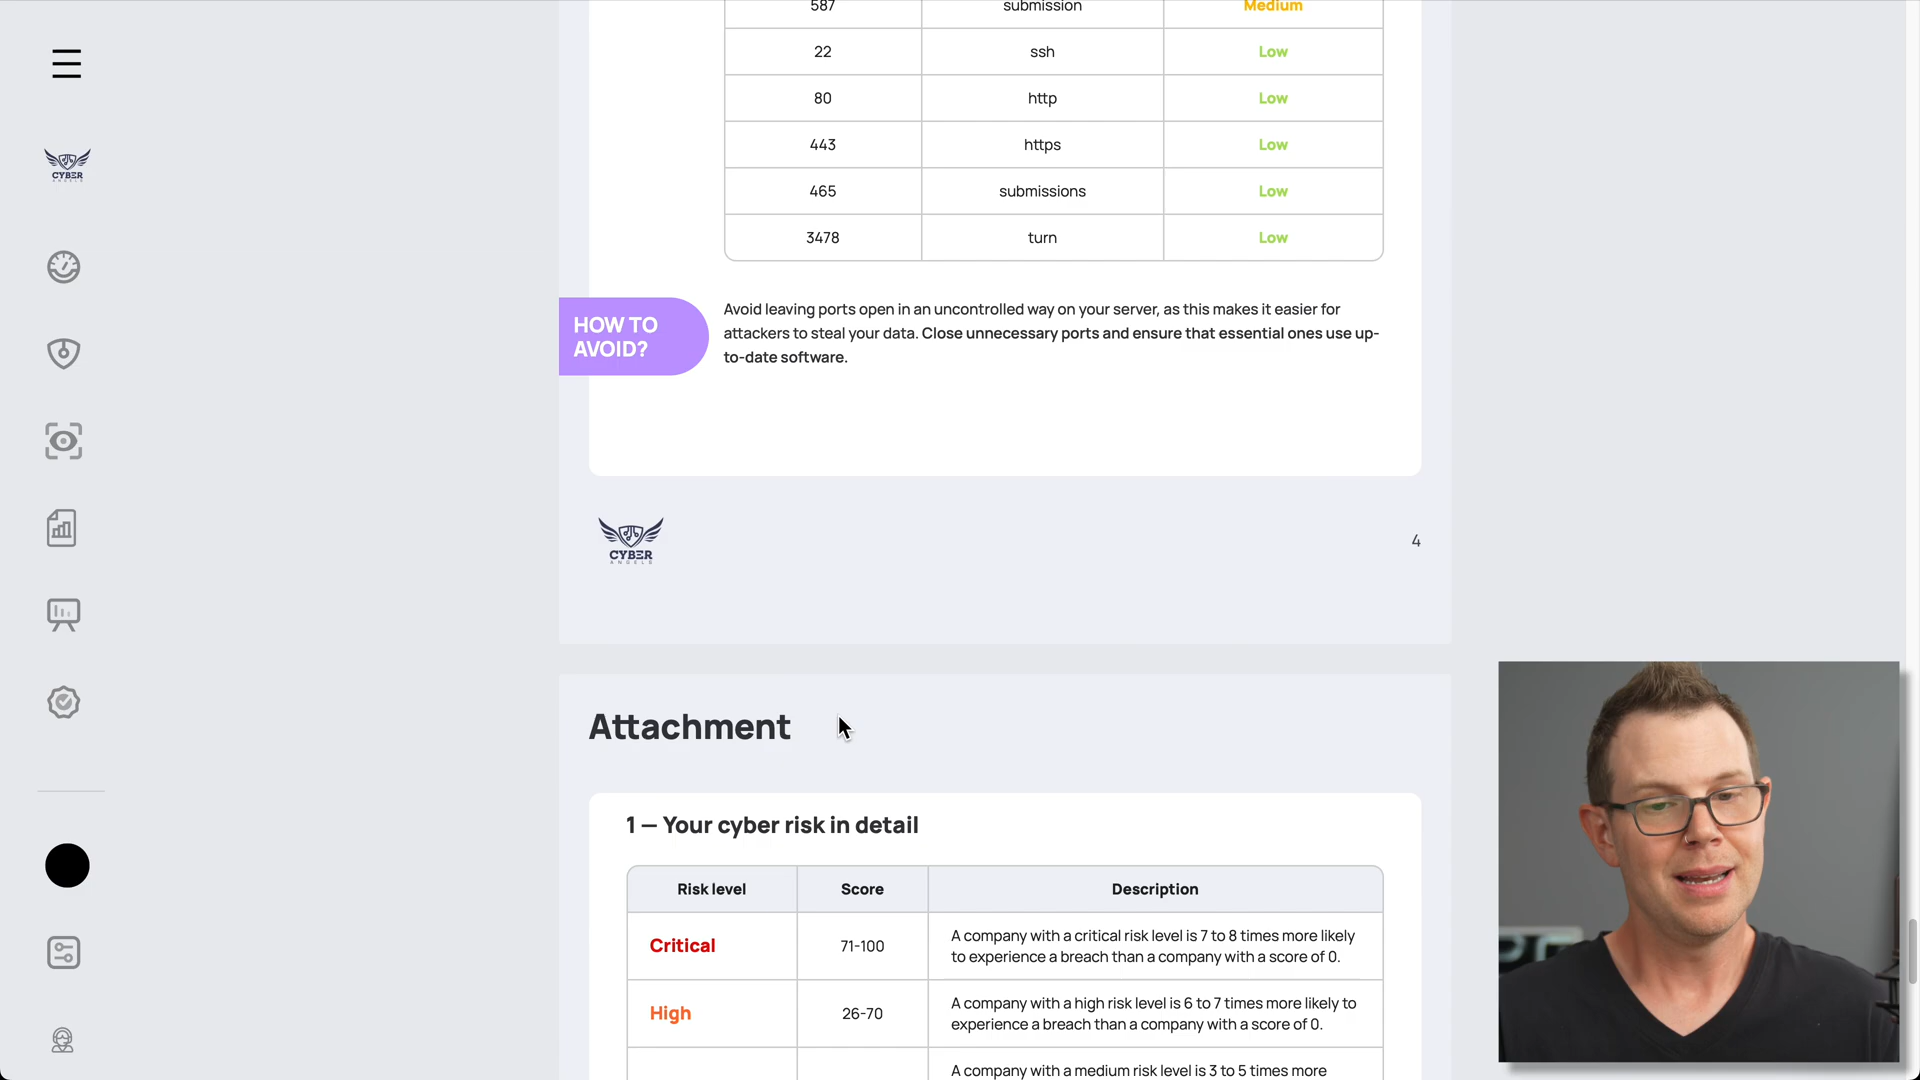 587 submission Medium
22 ssh Low
80 http Low
443 https Low
465 submissions Low
3478 turn Low
CYBER
HOW TO
AVOID?
Avoid leaving ports open in an uncontrolled way on your server, as this makes it easier for
attackers to steal your data. Close unnecessary ports and ensure that essential ones use up-
to-date software.
CYBER
ANGELS
4
Attachment
1 — Your cyber risk in detail
Risk level Score Description
Critical 71-100 A company with a critical risk level is 7 to 8 times more likely
to experience a breach than a company with a score of 0.
High 26-70 A company with a high risk level is 6 to 7 times more likely to
experience a breach than a company with a score of 0.
A company with a medium risk level is 3 to 5 times more